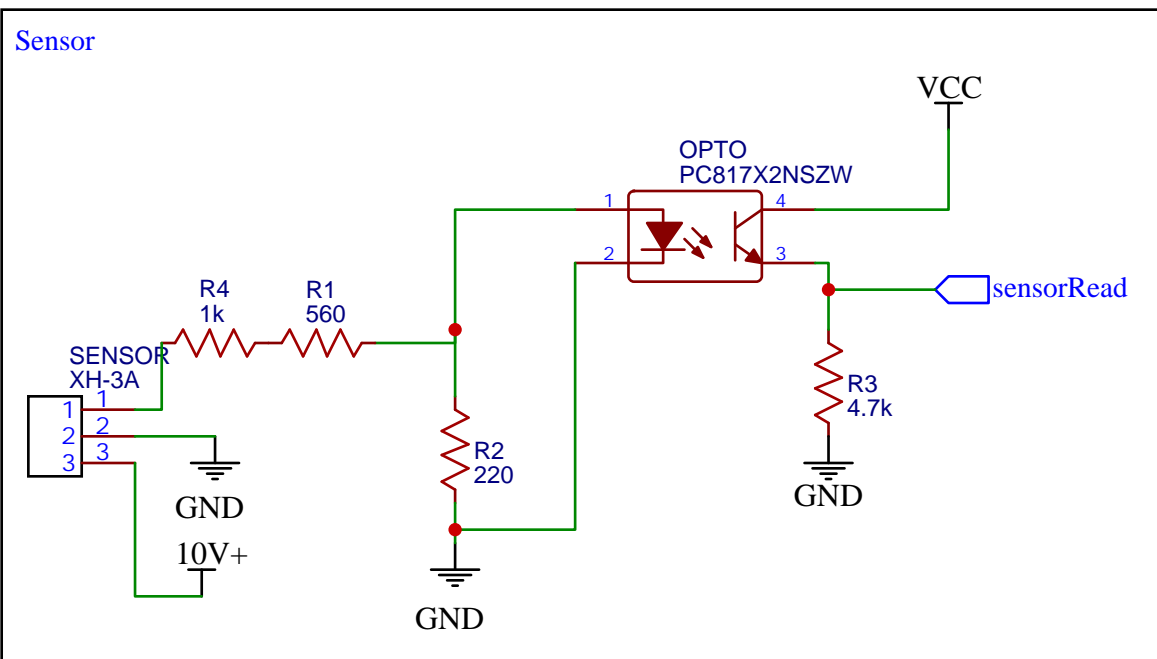 Sensor
VCC
OPTO
PC817X2NSZW
1
4
2
3
sensorRead
R4
1k
R1
560
SENSOR
XH-3A
R3
4.7k
1 1
2 2
3 3
R2
220
GND
GND
10V+
GND